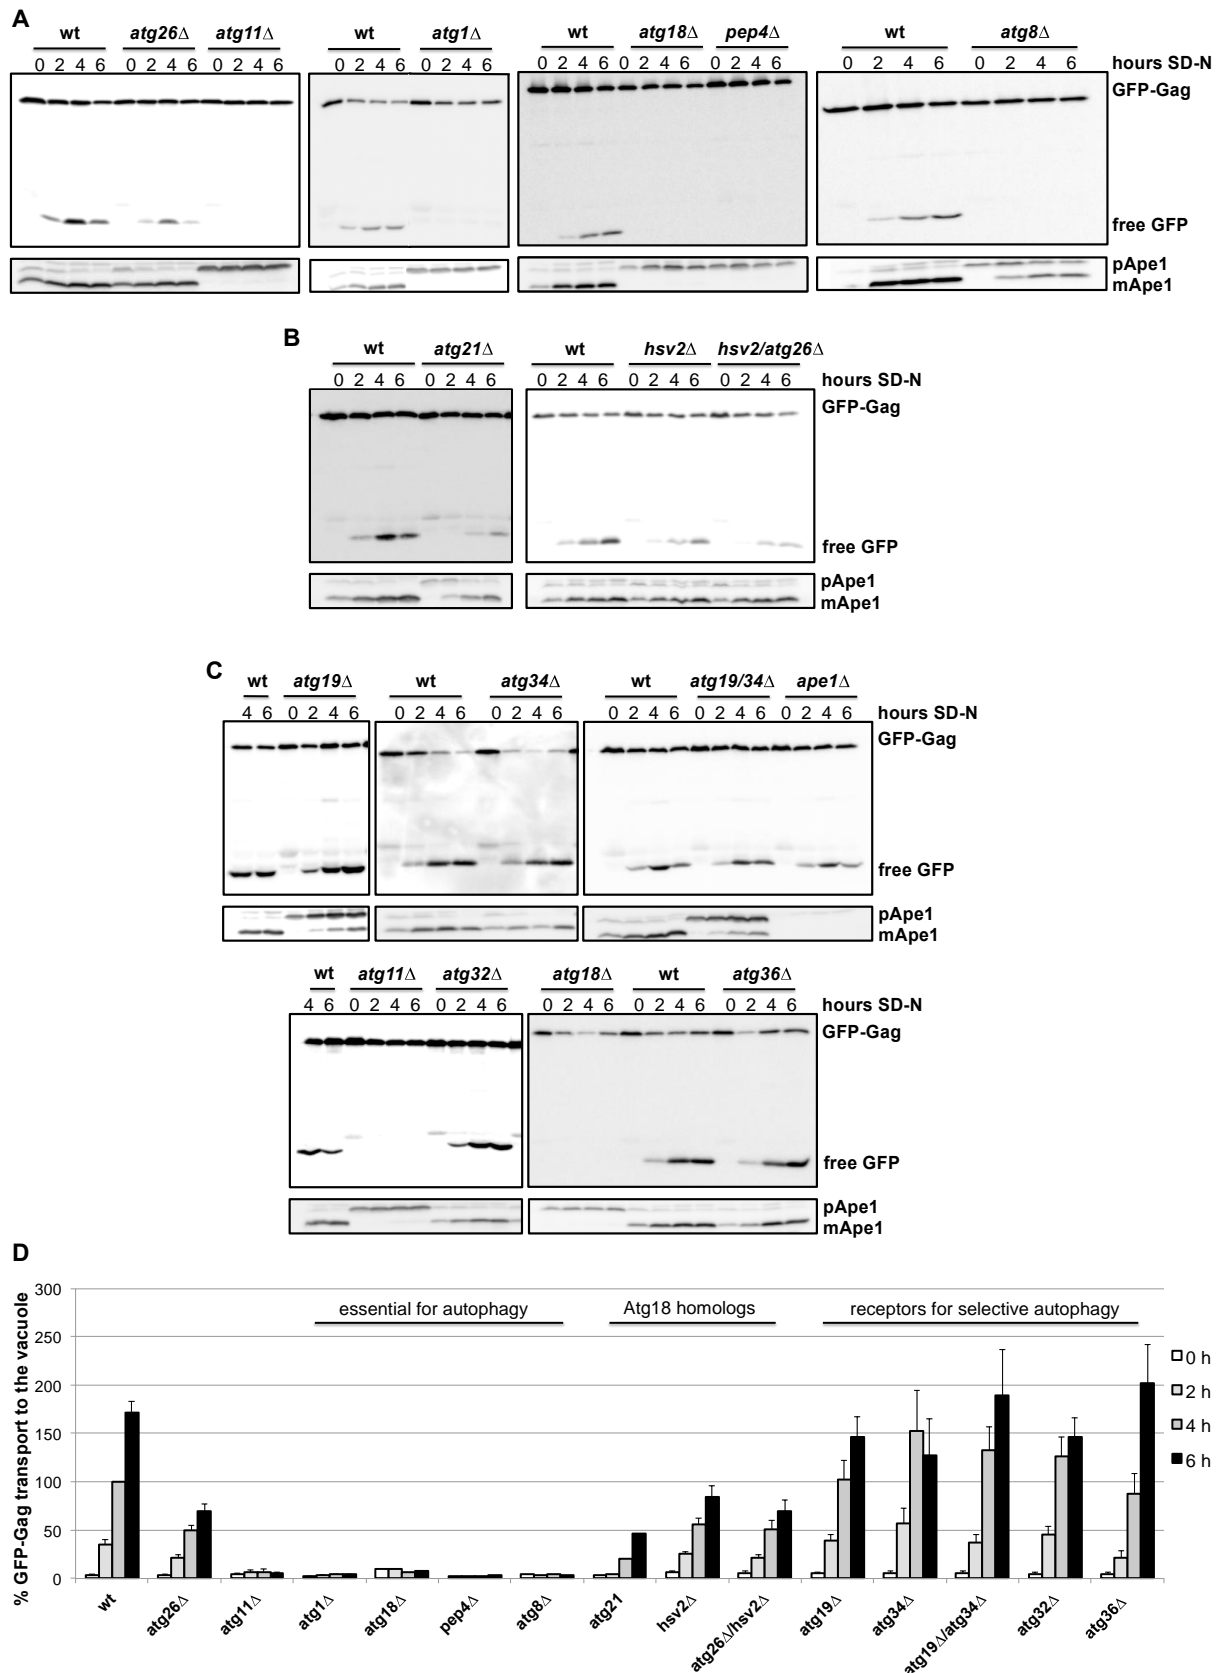 A
wt atg26Δ atg11Δ wt atg1Δ wt atg18Δ pep4Δ wt atg8Δ
0 2 4 6 0 2 4 6 0 2 4 6 0 2 4 6 0 2 4 6 0 2 4 6 0 2 4 6 0 2 4 6 0 2 4 6 0 2 4 6 hours SD-N
GFP-Gag
free GFP
pApe1
mApe1
B
wt atg21Δ wt hsv2Δ hsv2/atg26Δ
0 2 4 6 0 2 4 6 0 2 4 6 0 2 4 6 0 2 4 6 hours SD-N
GFP-Gag
free GFP
pApe1
mApe1
C
wt atg19Δ wt atg34Δ wt atg19/34Δ ape1Δ
4 6 0 2 4 6 0 2 4 6 0 2 4 6 0 2 4 6 0 2 4 6 0 2 4 6 hours SD-N
GFP-Gag
free GFP
pApe1
mApe1
wt atg11Δ atg32Δ atg18Δ wt atg36Δ
4 6 0 2 4 6 0 2 4 6 0 2 4 6 0 2 4 6 0 2 4 6 hours SD-N
GFP-Gag
free GFP
pApe1
mApe1
D
% GFP-Gag transport to the vacuole
300
250
200
150
100
50
0
essential for autophagy Atg18 homologs receptors for selective autophagy
0 h
2 h
4 h
6 h
wt atg26Δ atg11Δ atg1Δ atg18Δ pep4Δ atg8Δ atg21 hsv2Δ atg26Δ/hsv2Δ atg19Δ atg34Δ atg19Δ/atg34Δ atg32Δ atg36Δ